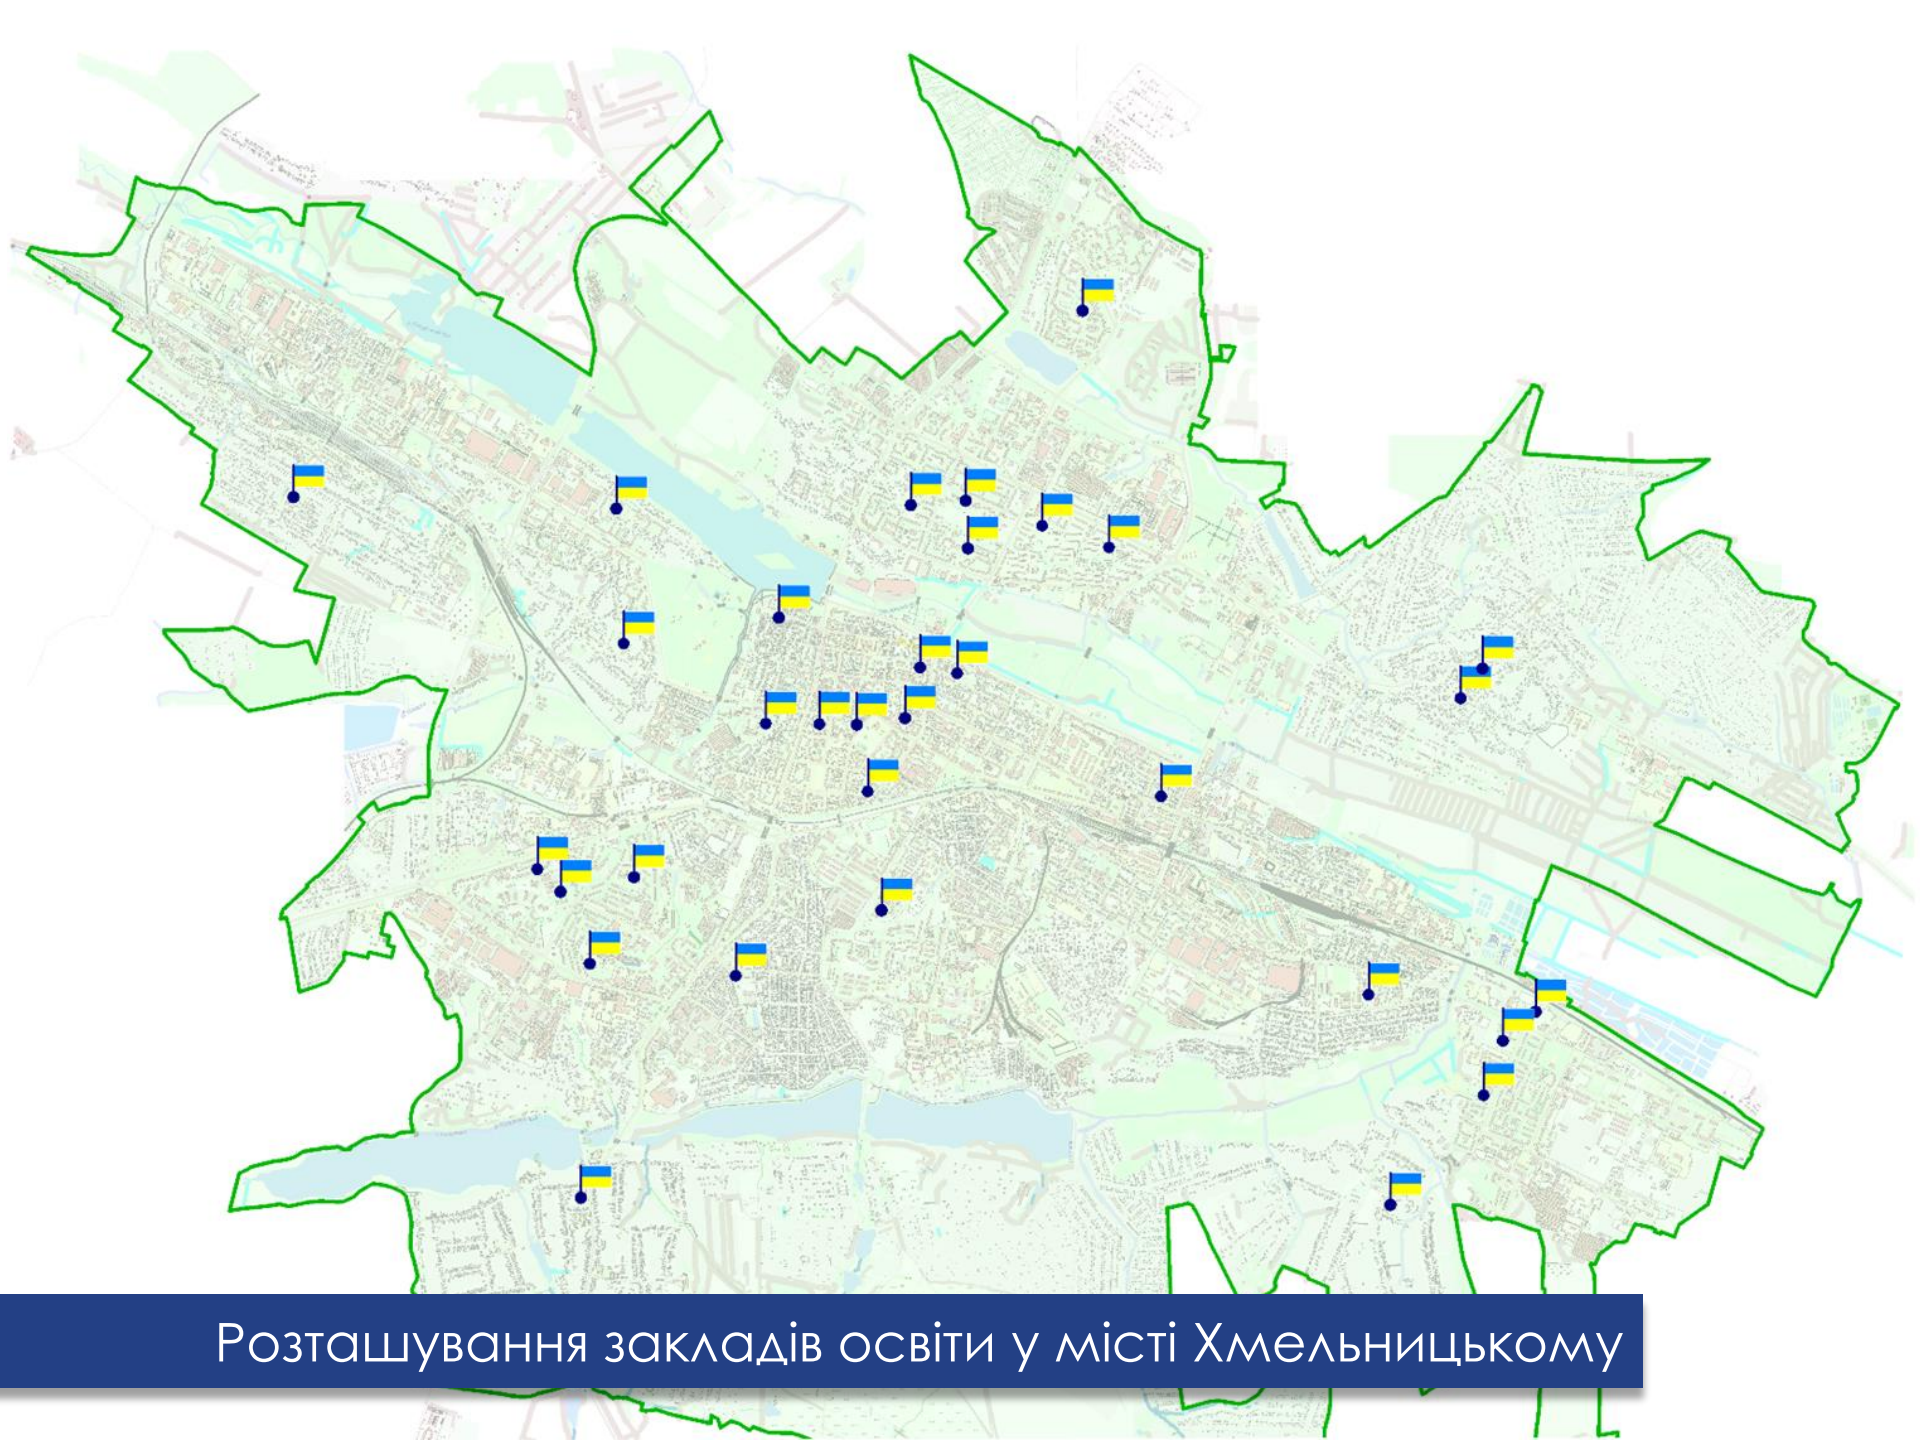 Розташування закладів освіти у місті Хмельницькому